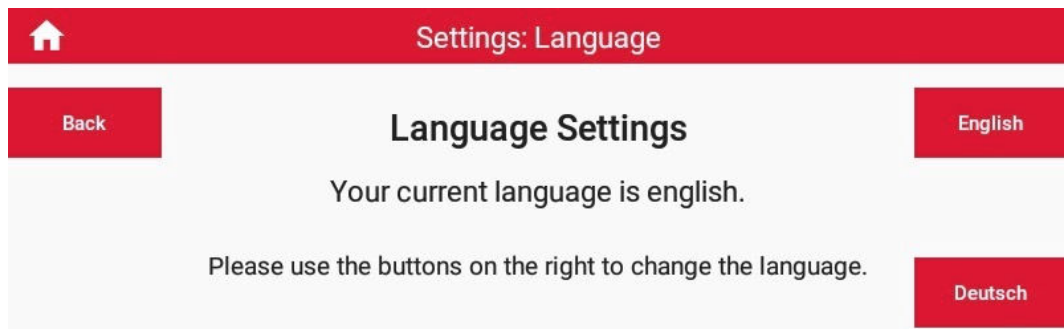 Settings: Language
Back
Language Settings
English
Your current language is english.
Please use the buttons on the right to change the language.
Deutsch